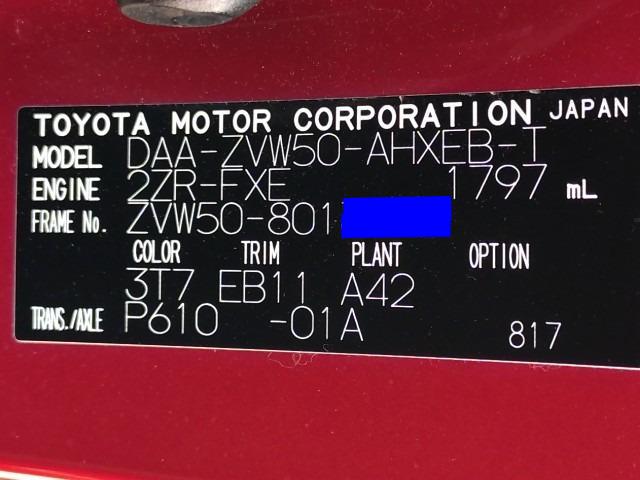 TOYOTA MOTOR CORPORATION JAPAN
MODEL DAA-ZVW50-AHXEB-T
ENGINE 2ZR-FXE 1797 mL
FRAME No. ZVW50-801
COLOR TRIM PLANT OPTION
3T7 EB11 A42
TRANS./AXLE P610 -01A
817